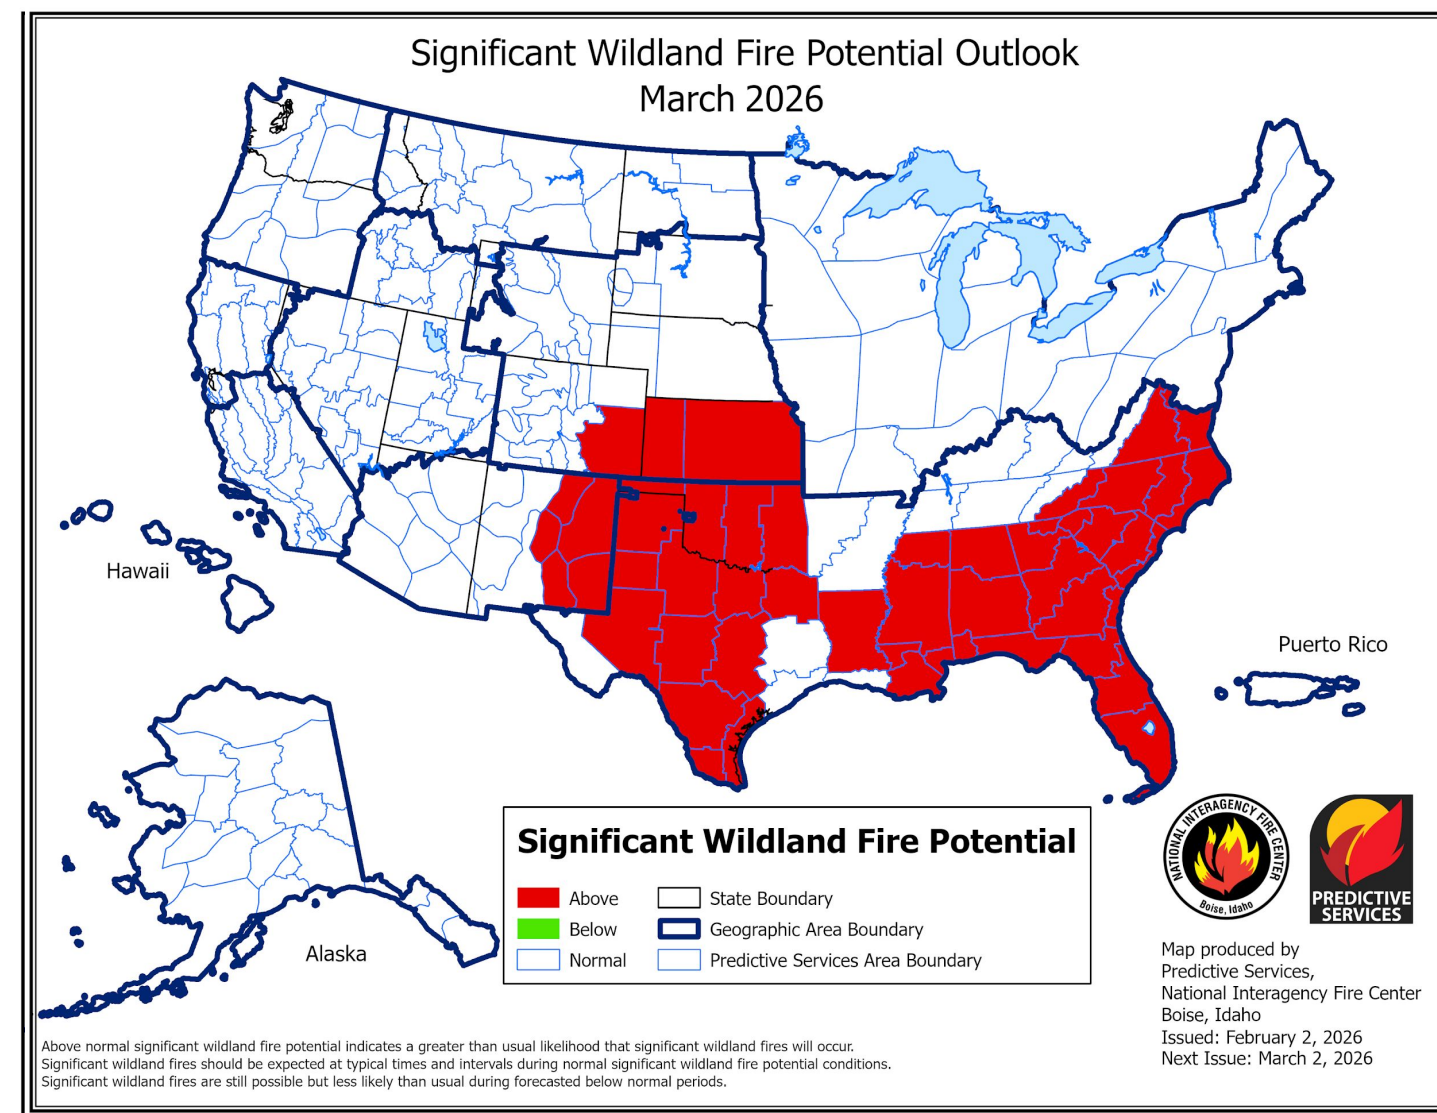 Significant Wildland Fire Potential Outlook
March 2026
Hawaii
Puerto Rico
Alaska
Significant Wildland Fire Potential
Above
State Boundary
Below
Geographic Area Boundary
Normal
Predictive Services Area Boundary
NATIONAL INTERAGENCY FIRE CENTER
Boise, Idaho
PREDICTIVE
SERVICES
Map produced by
Predictive Services,
National Interagency Fire Center
Boise, Idaho
Issued: February 2, 2026
Next Issue: March 2, 2026
Above normal significant wildland fire potential indicates a greater than usual likelihood that significant wildland fires will occur.
Significant wildland fires should be expected at typical times and intervals during normal significant wildland fire potential conditions.
Significant wildland fires are still possible but less likely than usual during forecasted below normal periods.